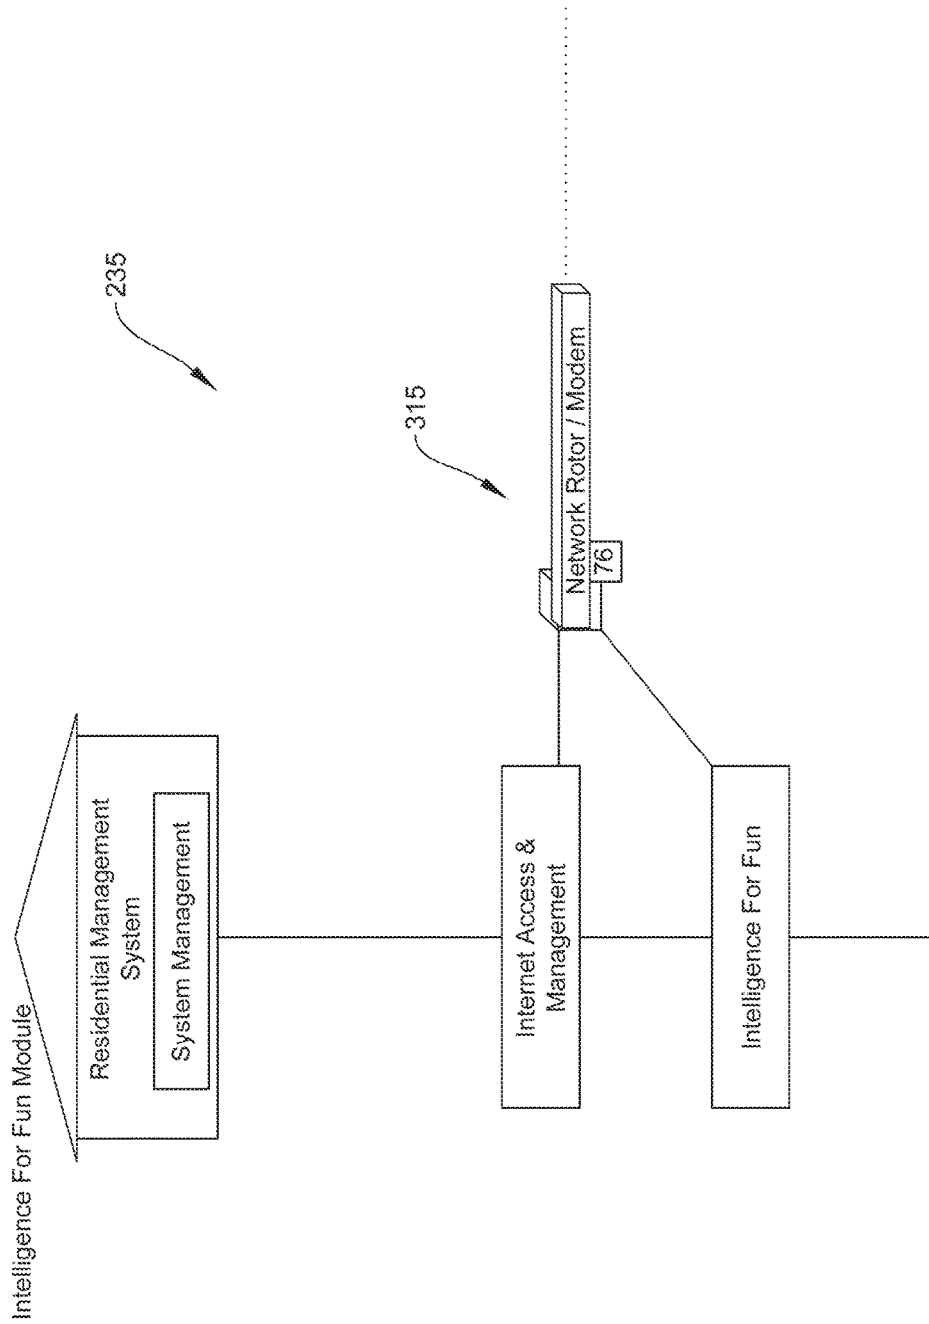 Intelligence For Fun Module
Residential Management
System
System Management
235
315
Internet Access &
Management
Network Rotor / Modem
76
Intelligence For Fun